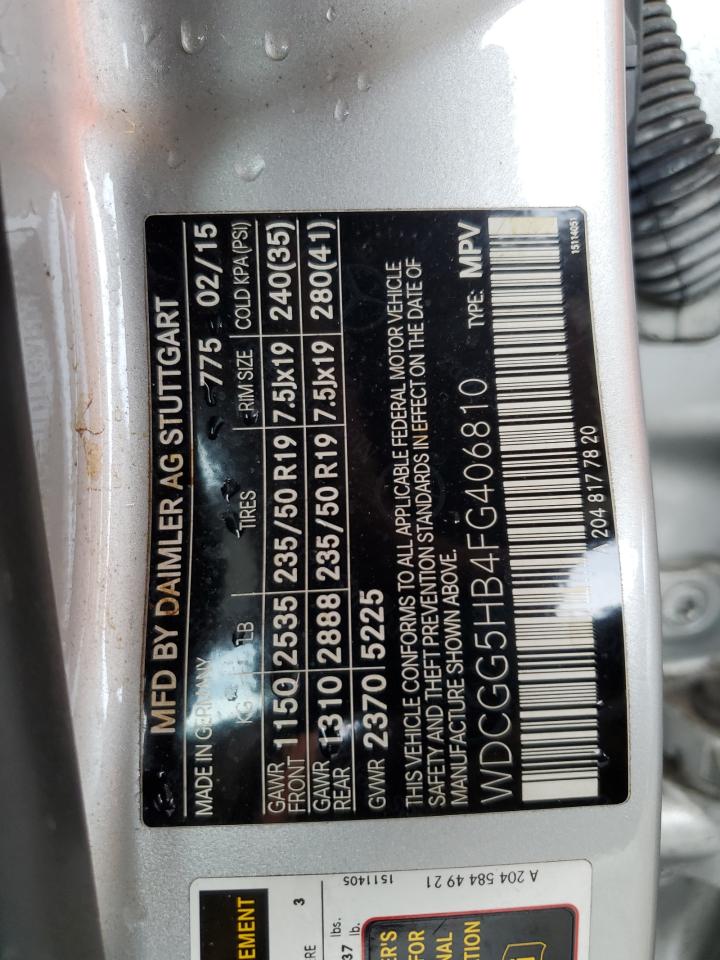 MFD BY DAIMLER AG STUTTGART
MADE IN GERMANY 775 02/15
KG LB TIRES RIM SIZE COLD KPA (PSI)
GAWR FRONT 1150 2535 235/50 R19 7.5Jx19 240(35)
GAWR REAR 1310 2888 235/50 R19 7.5Jx19 280(41)
GVWR 2370 5225
THIS VEHICLE CONFORMS TO ALL APPLICABLE FEDERAL MOTOR VEHICLE
SAFETY AND THEFT PREVENTION STANDARDS IN EFFECT ON THE DATE OF
MANUFACTURE SHOWN ABOVE.
WDCGG5HB4FG406810 TYPE: MPV
204 817 78 20 1511405
EMENT
3
lbs.
37 lb.
1511405 A 204 584 49 21